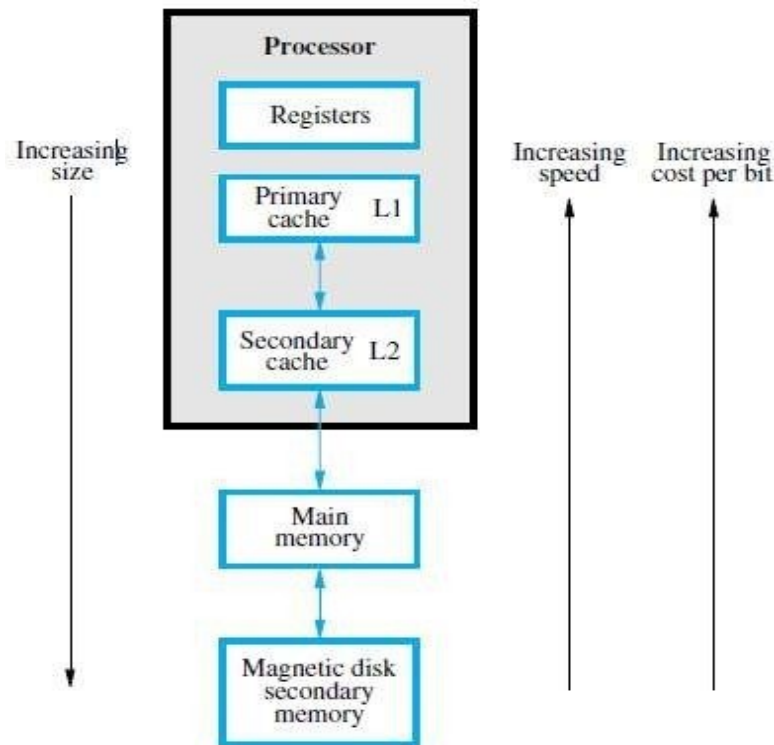 Processor
Registers
Increasing
size
Increasing
speed
Increasing
cost per bit
Primary
cache L1
Secondary
cache L2
Main
memory
Magnetic disk
secondary
memory